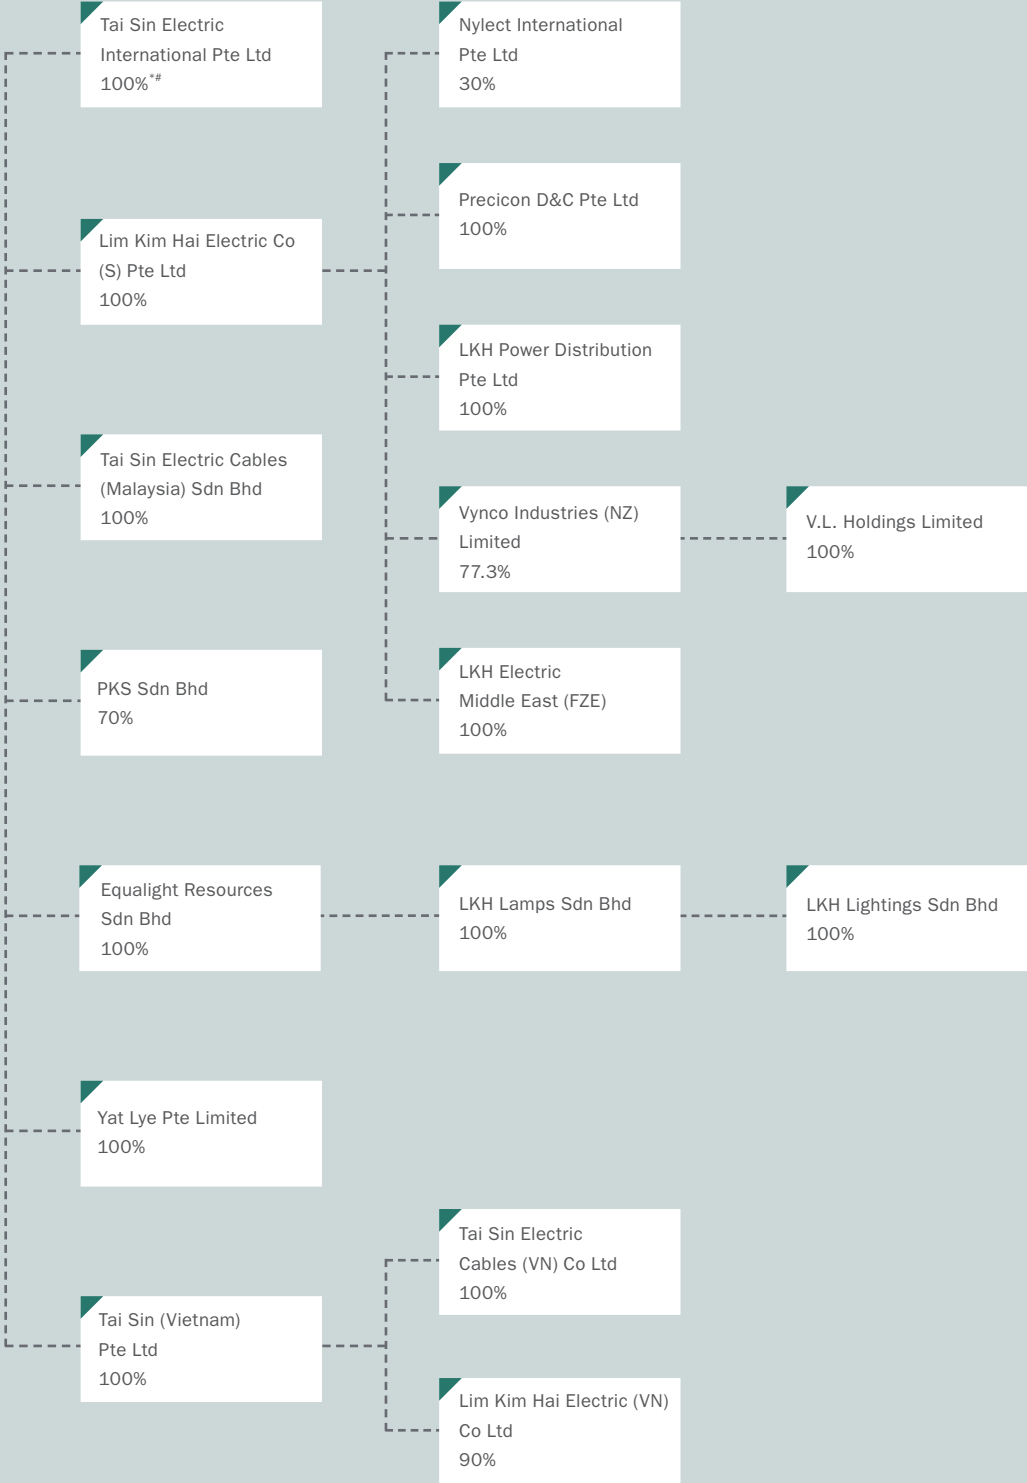 Tai Sin Electric
International Pte Ltd
100%*#
Nylect International
Pte Ltd
30%
Precicon D&C Pte Ltd
100%
Lim Kim Hai Electric Co
(S) Pte Ltd
100%
LKH Power Distribution
Pte Ltd
100%
Tai Sin Electric Cables
(Malaysia) Sdn Bhd
100%
Vynco Industries (NZ)
Limited
77.3%
V.L. Holdings Limited
100%
PKS Sdn Bhd
70%
LKH Electric
Middle East (FZE)
100%
Equalight Resources
Sdn Bhd
100%
LKH Lamps Sdn Bhd
100%
LKH Lightings Sdn Bhd
100%
Yat Lye Pte Limited
100%
Tai Sin Electric
Cables (VN) Co Ltd
100%
Tai Sin (Vietnam)
Pte Ltd
100%
Lim Kim Hai Electric (VN)
Co Ltd
90%